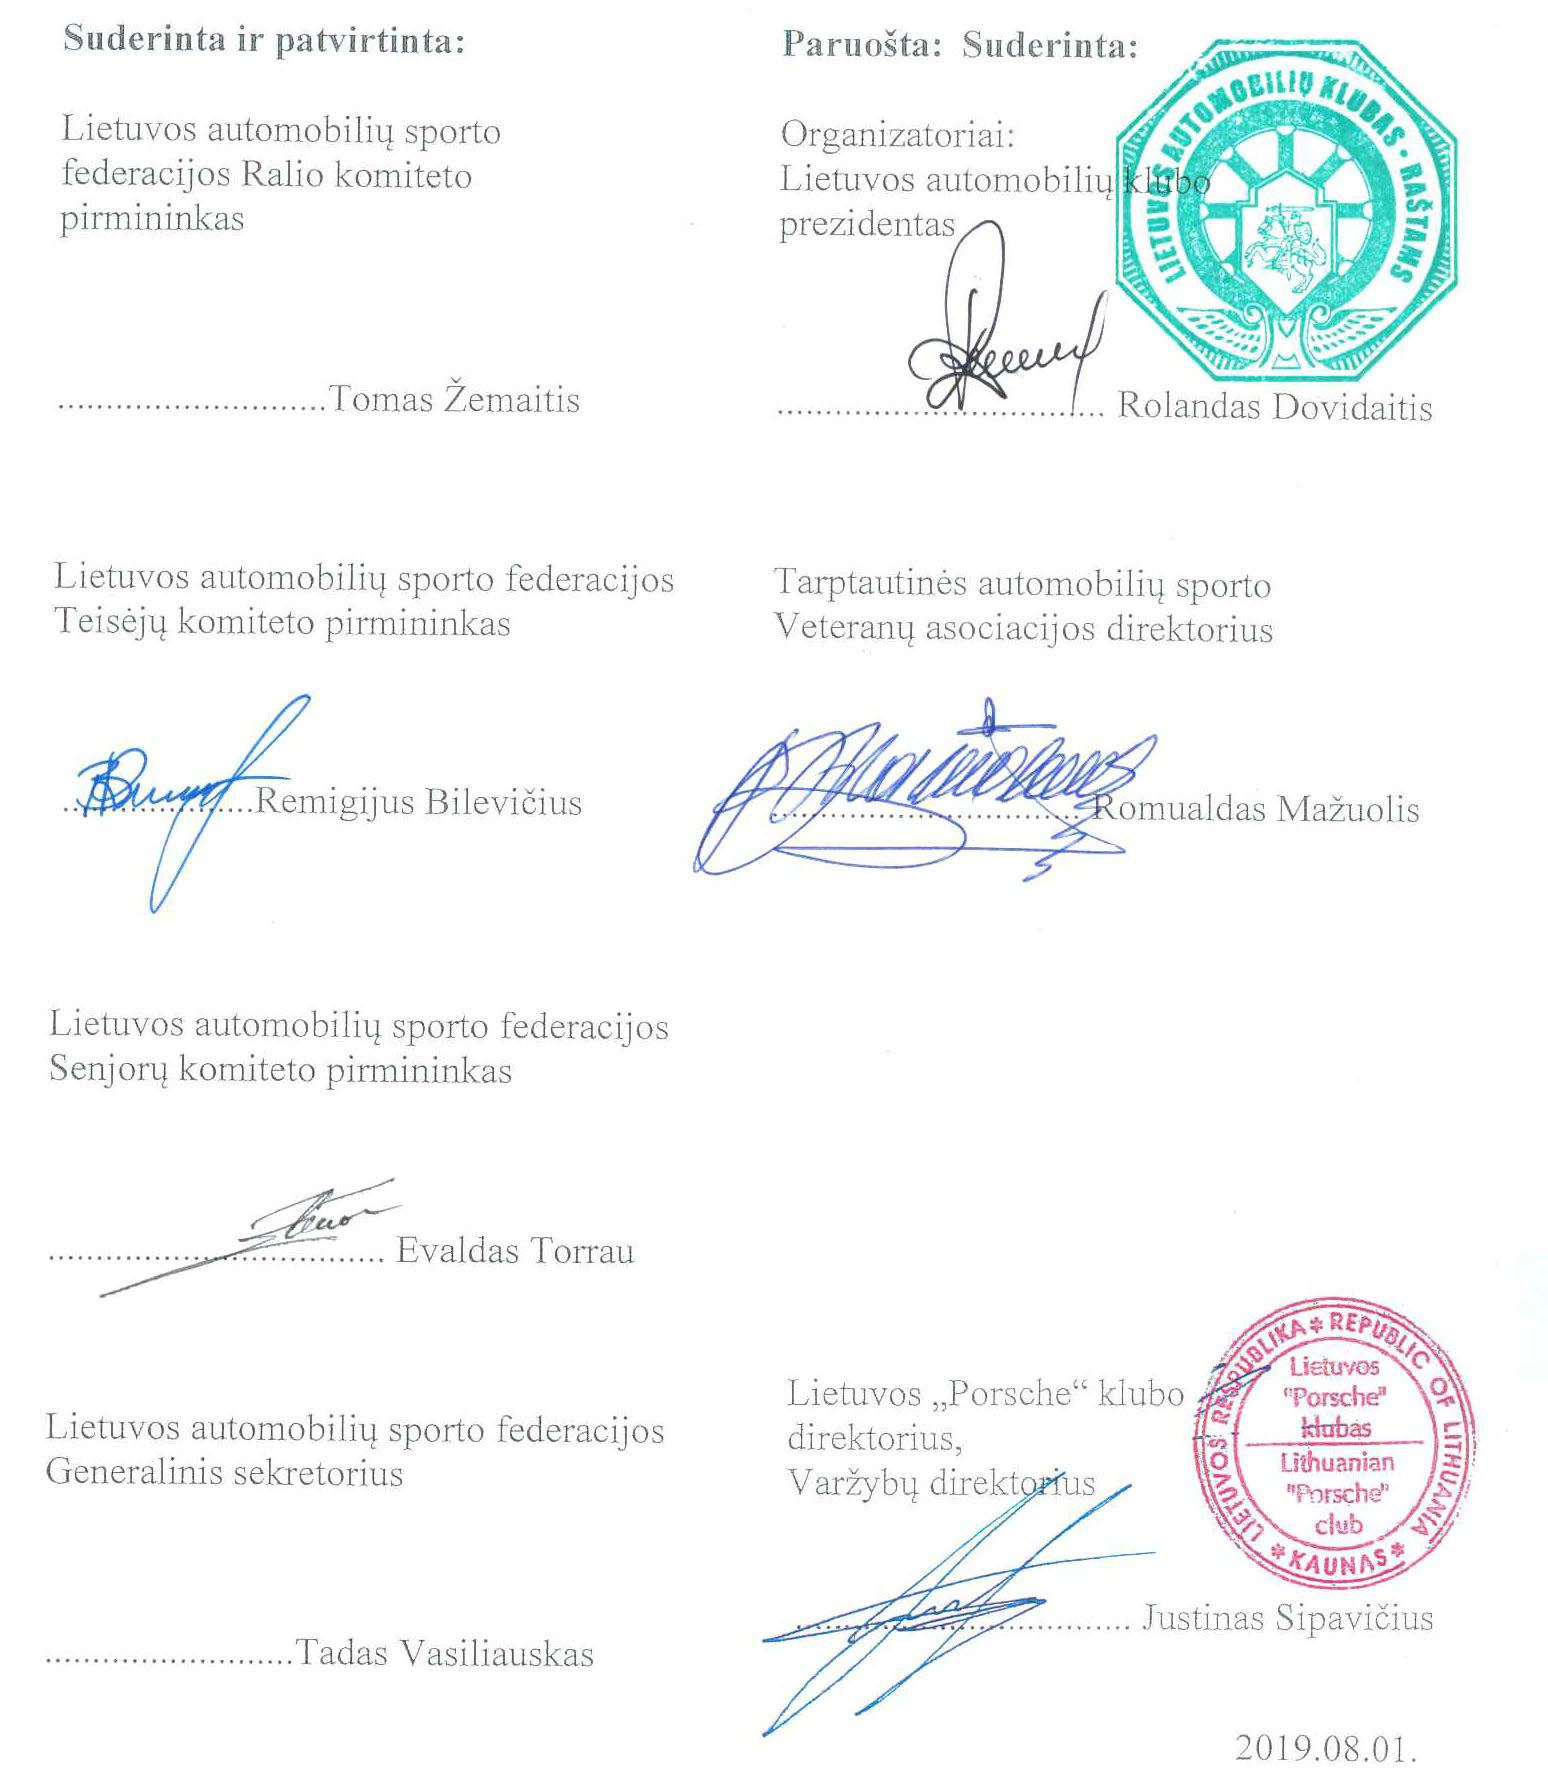 Suderinta ir patvirtinta:
Lietuvos automobilių sporto
federacijos Ralio komiteto
pirmininkas
...........................Tomas Žemaitis
Lietuvos automobilių sporto federacijos
Teisėjų komiteto pirmininkas
...................Remigijus Bilevičius
Lietuvos automobilių sporto federacijos
Senjorų komiteto pirmininkas
.................................. Evaldas Torrau
Lietuvos automobilių sporto federacijos
Generalinis sekretorius
.........................Tadas Vasiliauskas
Paruošta: Suderinta:
Organizatoriai:
Lietuvos automobilių klubo
prezidentas
LIETUVOS AUTOMOBILIŲ KLUBAS · RAŠTAMS
................................. Rolandas Dovidaitis
Tarptautinės automobilių sporto
Veteranų asociacijos direktorius
............................... Romualdas Mažuolis
Lietuvos „Porsche“ klubo
direktorius,
Varžybų direktorius
LIETUVOS RESPUBLIKA * REPUBLIC OF LITHUANIA
* KAUNAS *
Lietuvos
"Porsche"
klubas
Lithuanian
"Porsche"
club
.................................. Justinas Sipavičius
2019.08.01.